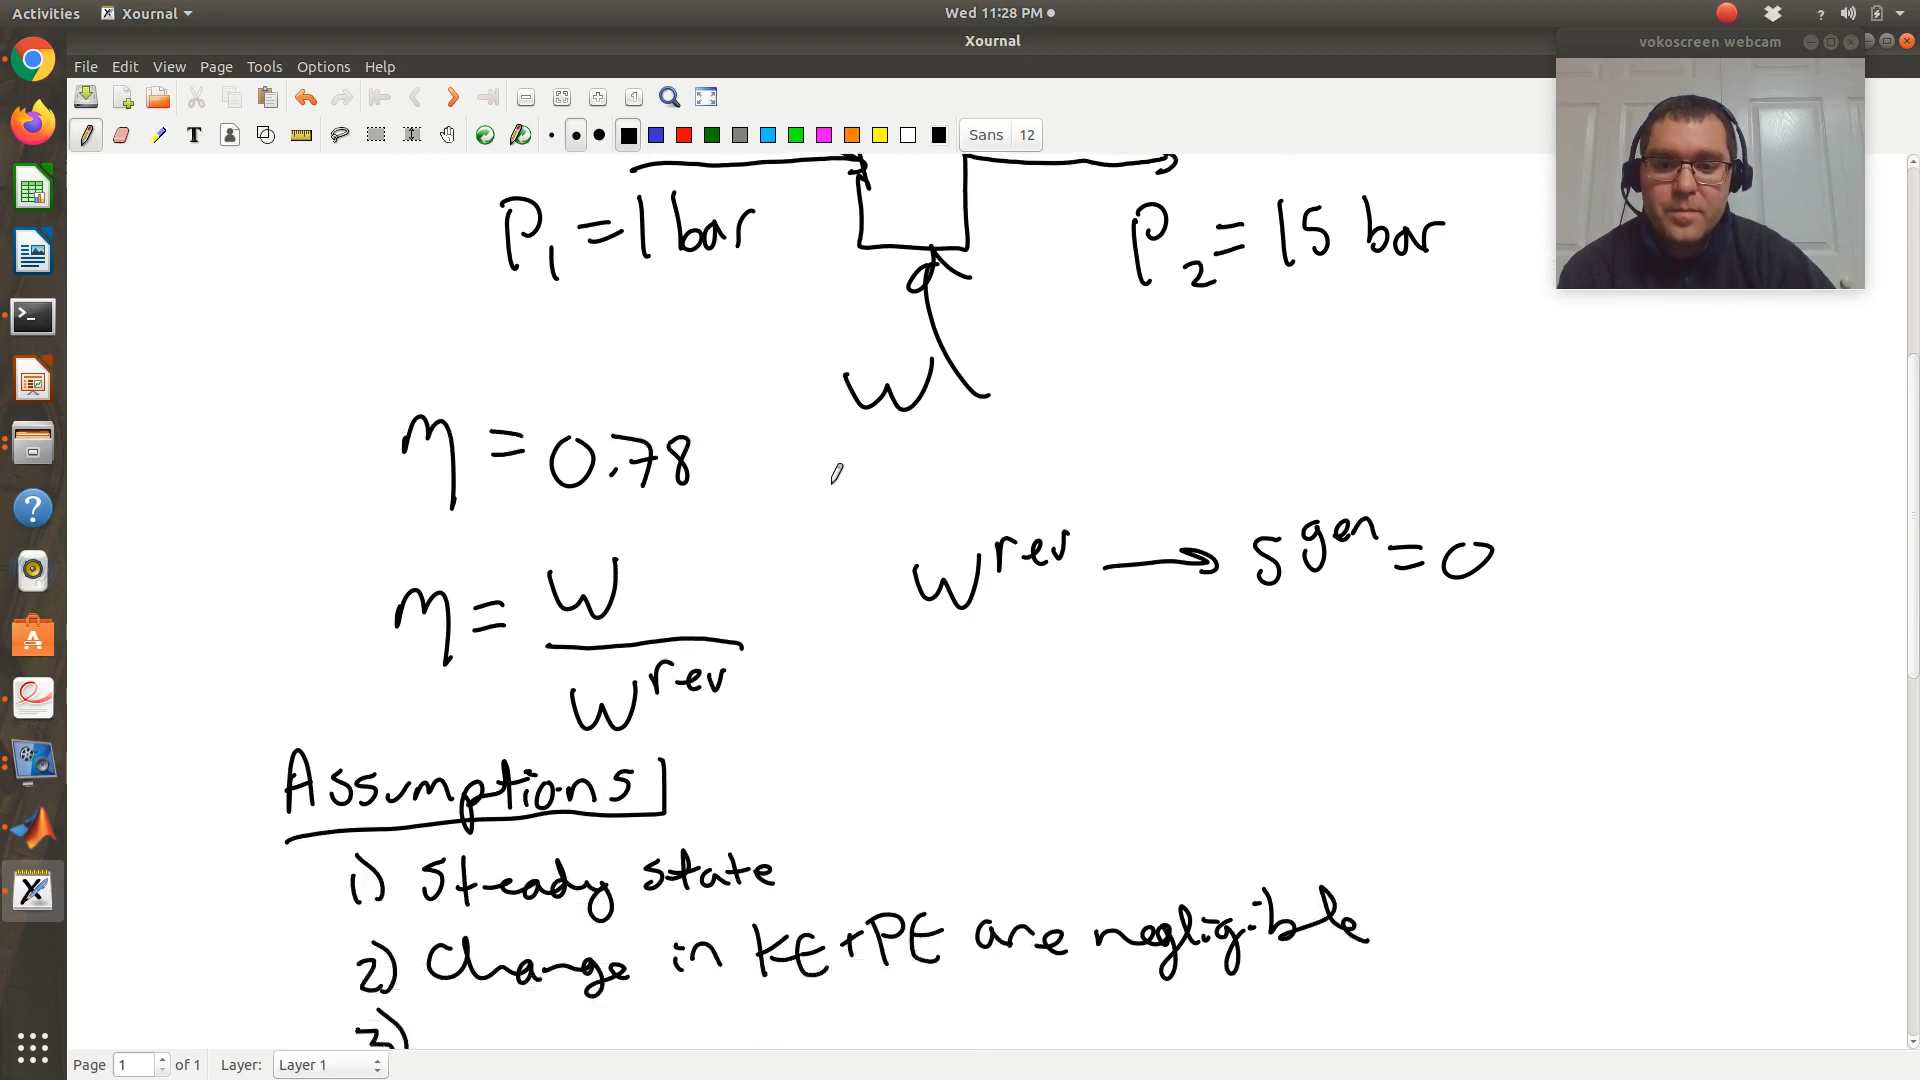 Activities Xournal Wed 11:28 PM ?
Xournal
vokoscreen webcam
File Edit View Page Tools Options Help
T Sans 12
P1 = 1 bar P2 = 15 bar
W
η = 0.78
W^rev → S^gen = 0
η = W / W^rev
Assumptions
1) Steady state
2) Change in KE + PE are negligible
3)
Page 1 of 1 Layer: Layer 1